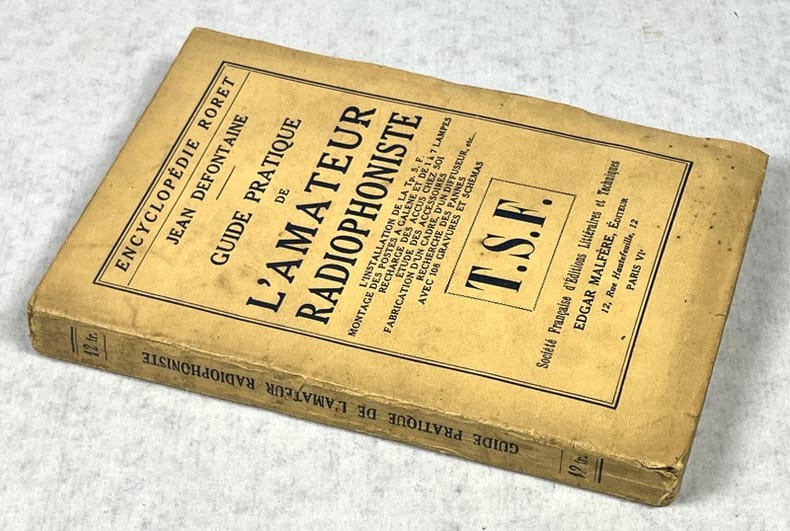 ENCYCLOPÉDIE RORET
JEAN DEFONTAINE
GUIDE PRATIQUE
DE
L'AMATEUR
RADIOPHONISTE
L'INSTALLATION DE LA T.P.S.F.
MONTAGE DES POSTES A GALÈNE ET DE 1 A 7 LAMPES
RECHARGE DES ACCUS CHEZ SOI
ÉTUDE DES ACCESSOIRES
FABRICATION D'UN CADRE, D'UN DIFFUSEUR, etc...
RECHERCHE DES PANNES
AVEC 108 GRAVURES ET SCHÉMAS
T.S.F.
Société Française d'Éditions Littéraires et Techniques
EDGAR MALFÈRE, ÉDITEUR
12, Rue Hautefeuille, 12
PARIS VIe
12 fr.
GUIDE PRATIQUE DE L'AMATEUR RADIOPHONISTE
12 fr.